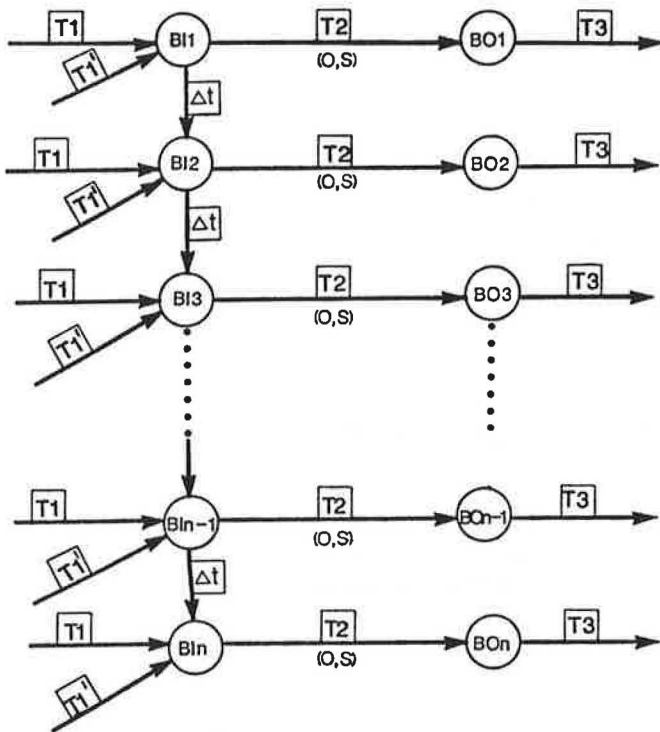 T1 BI1 T2 BO1 T3
T1' (O,S)
Δt
T1 BI2 T2 BO2 T3
T1' (O,S)
Δt
T1 BI3 T2 BO3 T3
T1' (O,S)
T1 BIn-1 T2 BOn-1 T3
T1' (O,S)
Δt
T1 BIn T2 BOn T3
T1' (O,S)